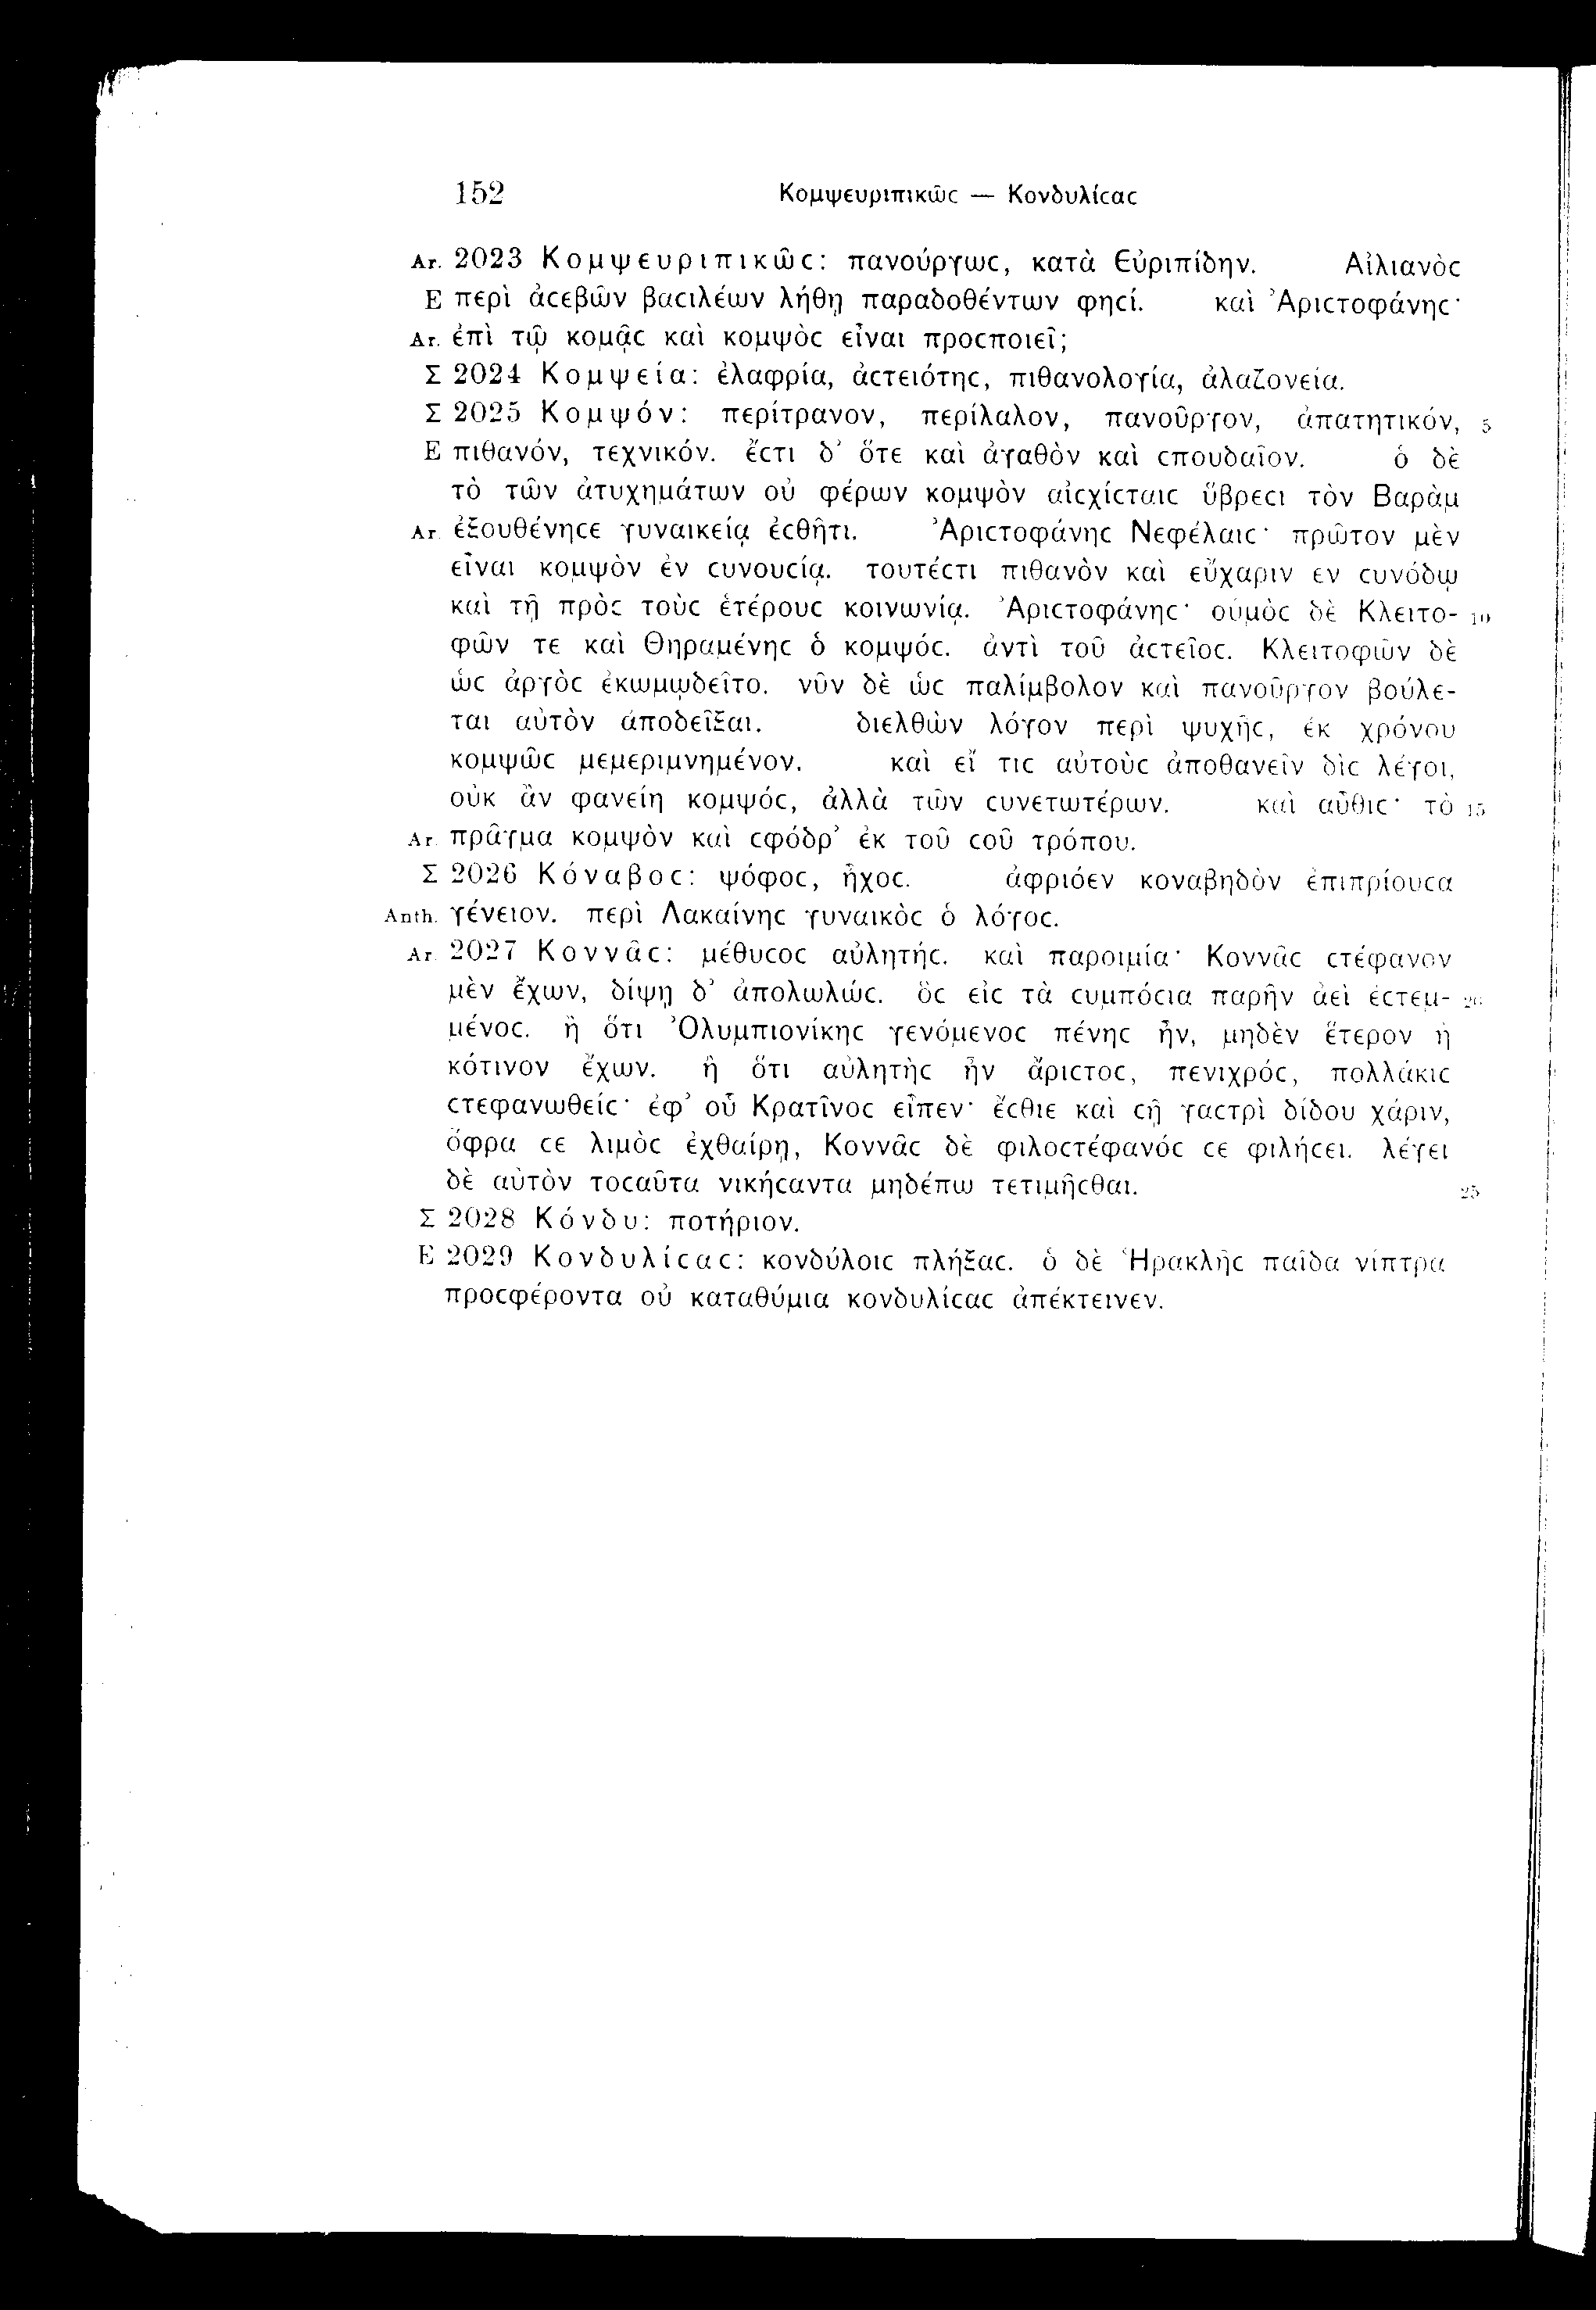 152 Κομψευριπικῶϲ — Κονδυλίϲαϲ
Ar. 2023 Κομψευριπικῶϲ: πανούργωϲ, κατὰ Εὐριπίδην. Αἰλιανὸϲ
E περὶ ἀϲεβῶν βαϲιλέων λήθῃ παραδοθέντων φηϲί. καὶ Ἀριϲτοφάνηϲ·
Ar. ἐπὶ τῷ κομᾷϲ καὶ κομψὸϲ εἶναι προϲποιεῖ;
Σ 2024 Κομψεία: ἐλαφρία, ἀϲτειότηϲ, πιθανολογία, ἀλαζονεία.
Σ 2025 Κομψόν: περίτρανον, περίλαλον, πανοῦργον, ἀπατητικόν, 5
E πιθανόν, τεχνικόν. ἔϲτι δ' ὅτε καὶ ἀγαθὸν καὶ ϲπουδαῖον. ὁ δὲ
τὸ τῶν ἀτυχημάτων οὐ φέρων κομψὸν αἰϲχίϲταιϲ ὕβρεϲι τὸν Βαρὰμ
Ar. ἐξουθένηϲε γυναικείᾳ ἐϲθῆτι. Ἀριϲτοφάνηϲ Νεφέλαιϲ· πρῶτον μὲν
εἶναι κομψὸν ἐν ϲυνουϲίᾳ. τουτέϲτι πιθανὸν καὶ εὔχαριν ἐν ϲυνόδῳ
καὶ τῇ πρὸϲ τοὺϲ ἑτέρουϲ κοινωνίᾳ. Ἀριϲτοφάνηϲ· οὑμὸϲ δὲ Κλειτο- 10
φῶν τε καὶ Θηραμένηϲ ὁ κομψόϲ. ἀντὶ τοῦ ἀϲτεῖοϲ. Κλειτοφῶν δὲ
ὡϲ ἀργὸϲ ἐκωμῳδεῖτο. νῦν δὲ ὡϲ παλίμβολον καὶ πανοῦργον βούλε-
ται αὐτὸν ἀποδεῖξαι. διελθὼν λόγον περὶ ψυχῆϲ, ἐκ χρόνου
κομψῶϲ μεμεριμνημένον. καὶ εἴ τιϲ αὐτοὺϲ ἀποθανεῖν δὶϲ λέγοι,
οὐκ ἂν φανείη κομψόϲ, ἀλλὰ τῶν ϲυνετωτέρων. καὶ αὖθιϲ· τὸ 15
Ar. πρᾶγμα κομψὸν καὶ ϲφόδρ' ἐκ τοῦ ϲοῦ τρόπου.
Σ 2026 Κόναβοϲ: ψόφοϲ, ἦχοϲ. ἀφριόεν κοναβηδὸν ἐπιπρίουϲα
Anth. γένειον. περὶ Λακαίνηϲ γυναικὸϲ ὁ λόγοϲ.
Ar. 2027 Κοννᾶϲ: μέθυϲοϲ αὐλητήϲ. καὶ παροιμία· Κοννᾶϲ ϲτέφανον
μὲν ἔχων, δίψῃ δ' ἀπολωλώϲ. ὃϲ εἰϲ τὰ ϲυμπόϲια παρῆν ἀεὶ ἐϲτεμ- 20
μένοϲ. ἢ ὅτι Ὀλυμπιονίκηϲ γενόμενοϲ πένηϲ ἦν, μηδὲν ἕτερον ἢ
κότινον ἔχων. ἢ ὅτι αὐλητὴϲ ἦν ἄριϲτοϲ, πενιχρόϲ, πολλάκιϲ
ϲτεφανωθείϲ· ἐφ' οὗ Κρατῖνοϲ εἶπεν· ἔϲθιε καὶ ϲῇ γαϲτρὶ δίδου χάριν,
ὄφρα ϲε λιμὸϲ ἐχθαίρῃ, Κοννᾶϲ δὲ φιλοϲτέφανόϲ ϲε φιλήϲει. λέγει
δὲ αὐτὸν τοϲαῦτα νικήϲαντα μηδέπω τετιμῆϲθαι. 25
Σ 2028 Κόνδυ: ποτήριον.
E 2029 Κονδυλίϲαϲ: κονδύλοιϲ πλήξαϲ. ὁ δὲ Ἡρακλῆϲ παῖδα νίπτρα
προϲφέροντα οὐ καταθύμια κονδυλίϲαϲ ἀπέκτεινεν.